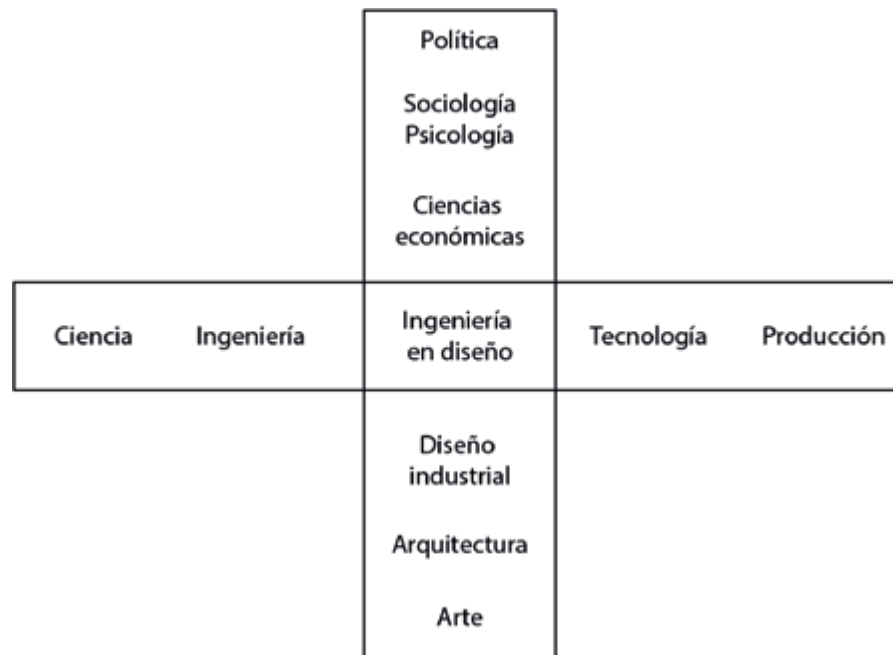 Política
Sociología
Psicología
Ciencias
económicas
Ciencia Ingeniería Ingeniería
en diseño Tecnología Producción
Diseño
industrial
Arquitectura
Arte